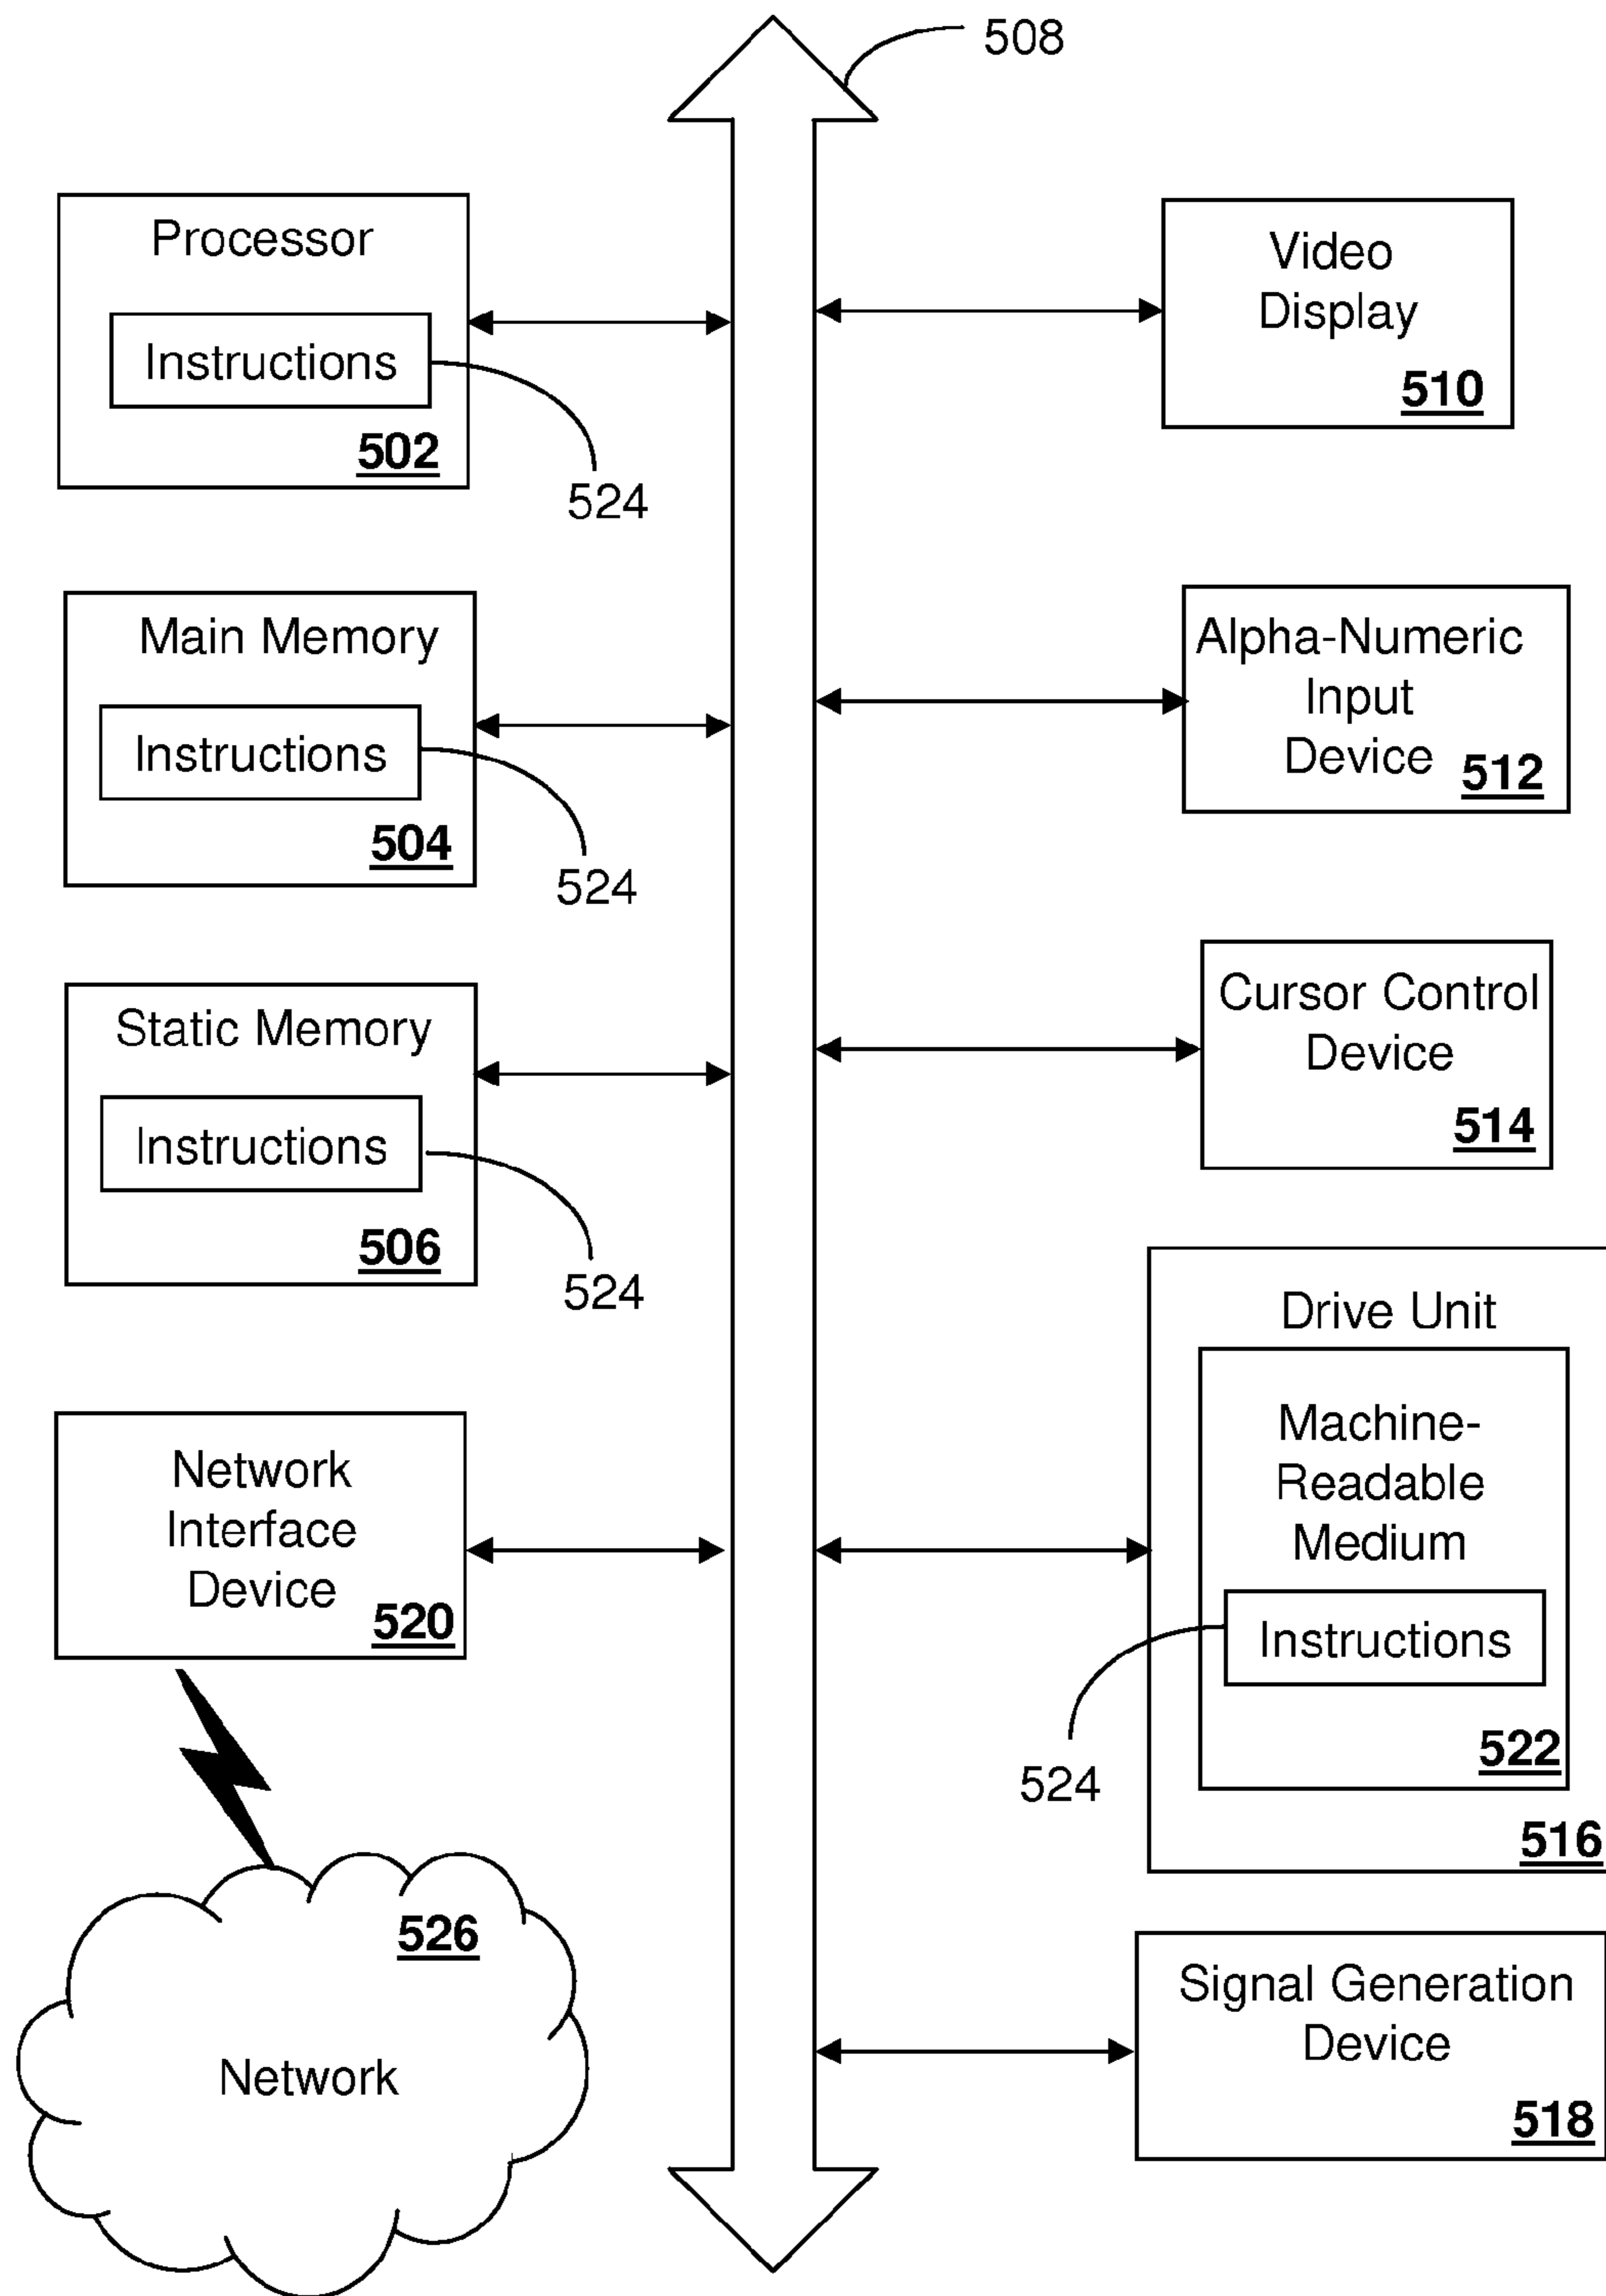 508
Processor
Instructions
502
524
Main Memory
Instructions
504
524
Static Memory
Instructions
506
524
Network
Interface
Device
520
526
Network
Video
Display
510
Alpha-Numeric
Input
Device
512
Cursor Control
Device
514
Drive Unit
Machine-
Readable
Medium
Instructions
522
524
516
Signal Generation
Device
518